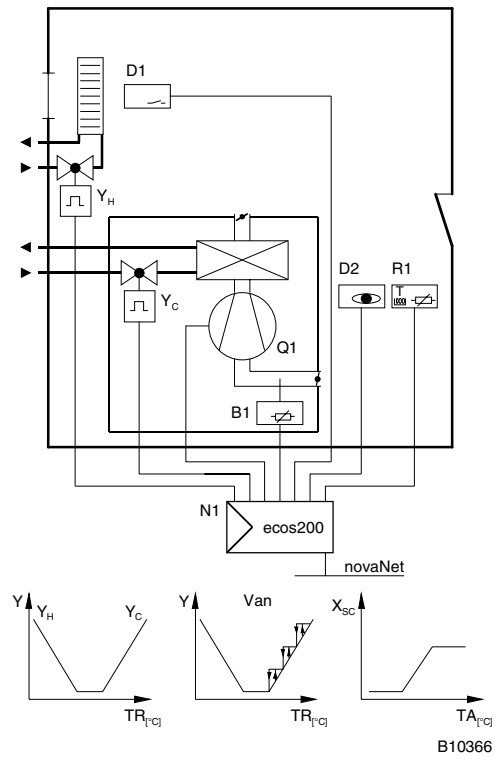 D1
Y_H
D2 R1
T
Y_C
Q1
B1
N1 ecos200
novaNet
Y Y_H Y_C
TR[°C]
Y Van
TR[°C]
X_SC
TA[°C]
B10366